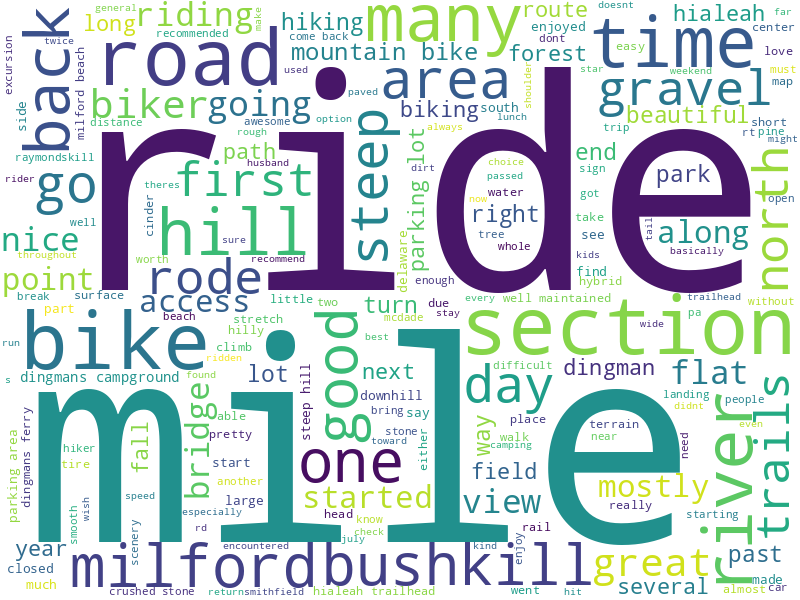 general
twice
make
doesnt
far
center
excursion
back
long
riding
recommended
hiking
come back
mountain bike
many
route
enjoyed
dont
forest
hialeah
time
easy
love
must
map
road
area
used
paved
star
weekend
gravel
milford beach
side
distance
biker
going
awesome
option
biking
south
lunch
shoulder
beautiful
trip
short
rt
pine
might
raymondskill
rough
path
husband
steep
always
end
sign
north
rider
go
theres
first
ride
parking lot
choice
passed
dirt
now
water
got
park
open
well
cinder
hill
sure
right
take
kids
nice
throughout
worth
recommend
tree
whole
see
tail
along
basically
point
rode
delaware
enough
find
hybrid
break
surface
access
little
two
turn
due
every
well maintained
trailhead
without
part
beach
stretch
hilly
mcdade
stay
wide
pa
run
bike
climb
good
best
section
s
ridden
found
next
difficult
dingman
flat
dingmans campground
lot
steep hill
downhill
day
landing
people
bridge
able
bring
say
place
didnt
even
parking area
dingmans ferry
hiker
tire
fall
pretty
stone
toward
either
way
walk
terrain
near
need
river
trails
mile
start
one
camping
field
another
smooth
speed
wish
large
started
view
mostly
really
especially
head
know
check
rail
starting
scenery
rd
year
closed
encountered
july
kind
enjoy
past
much
milford
bushkill
great
several
made
crushed stone
return
smithfield
hialeah trailhead
went
hit
almost
car